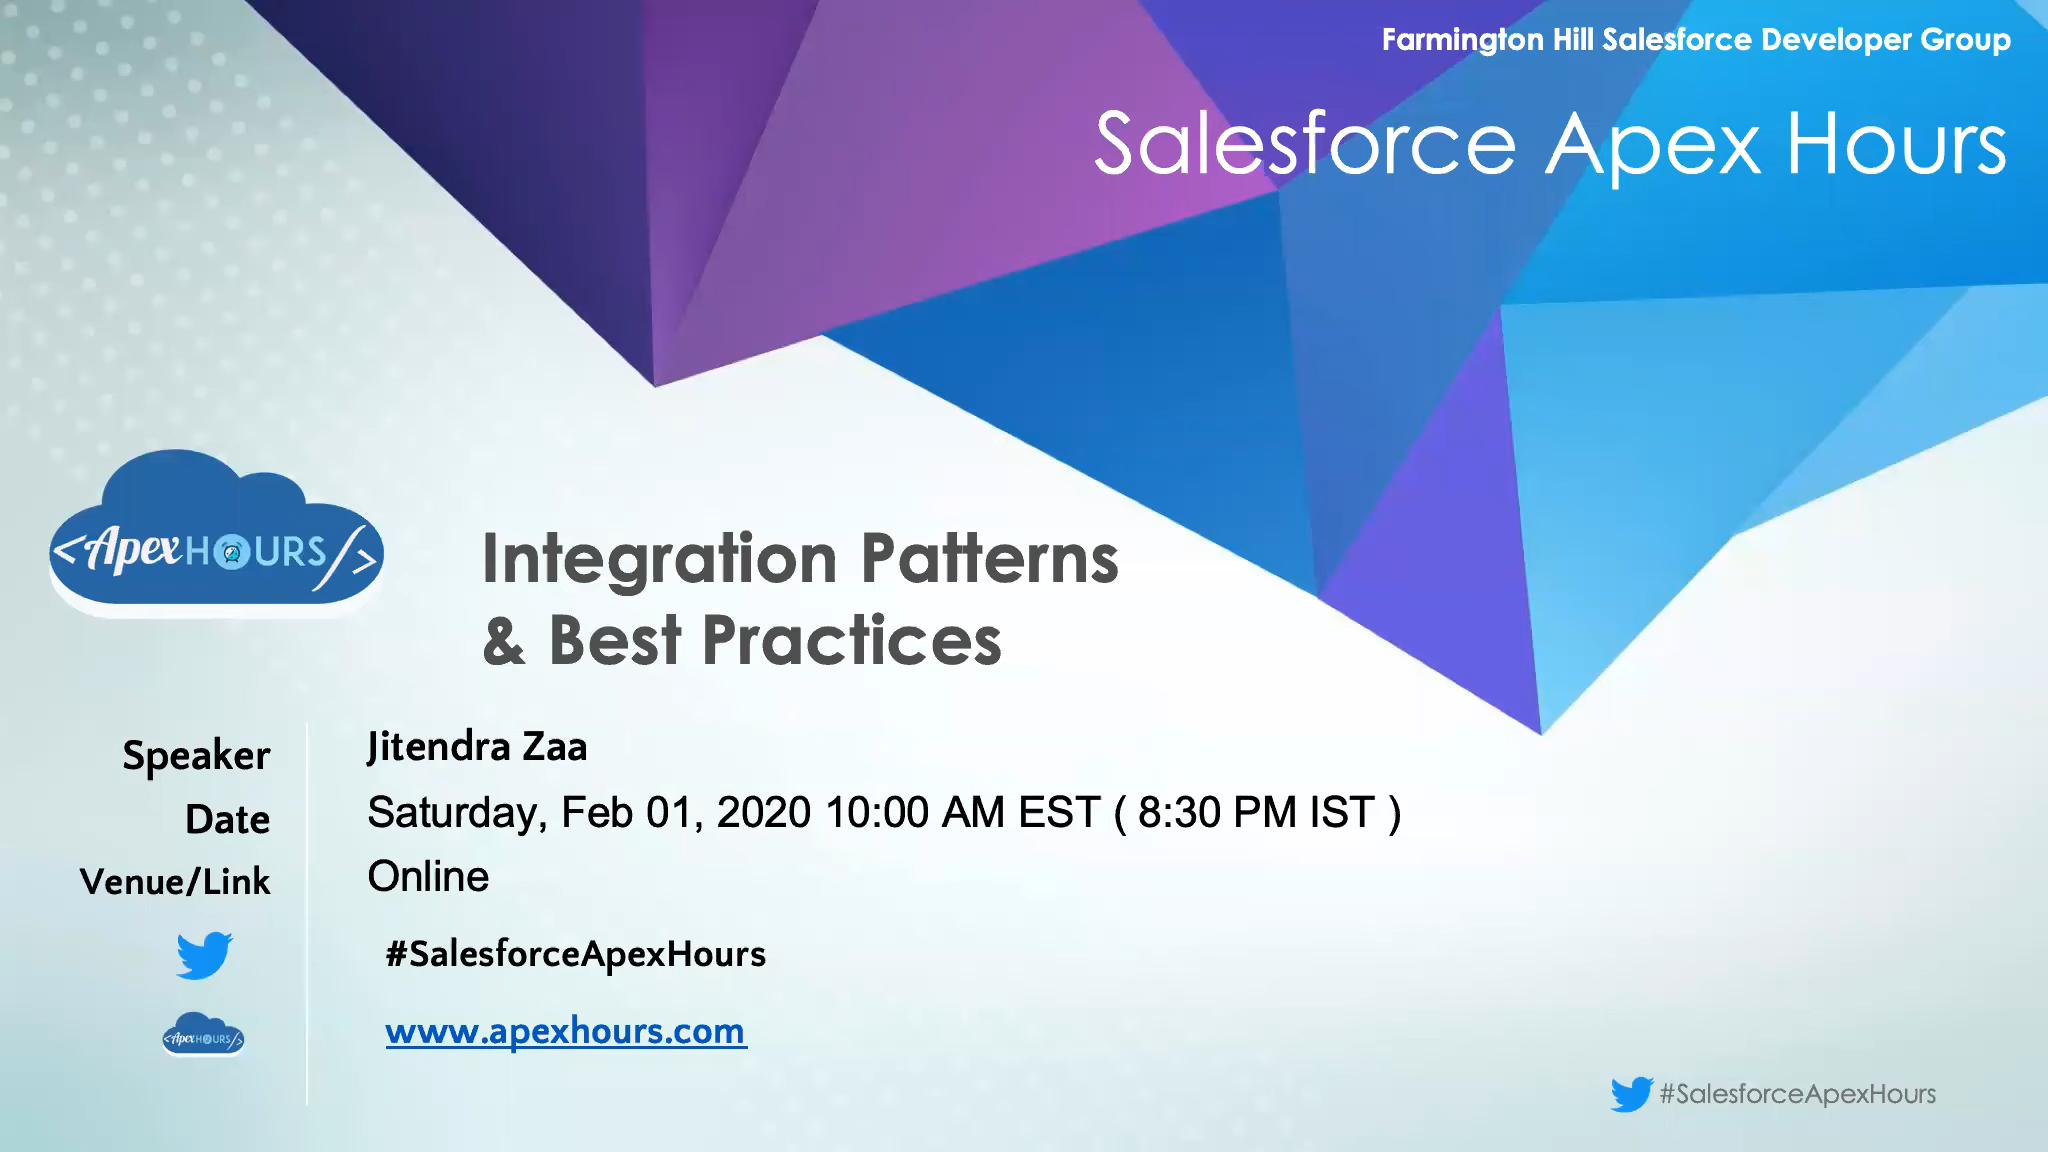 Farmington Hill Salesforce Developer Group
Salesforce Apex Hours
<ApexHOURS/>
Integration Patterns
& Best Practices
Speaker
Jitendra Zaa
Date
Saturday, Feb 01, 2020 10:00 AM EST ( 8:30 PM IST )
Venue/Link
Online
#SalesforceApexHours
<ApexHOURS/>
www.apexhours.com
#SalesforceApexHours